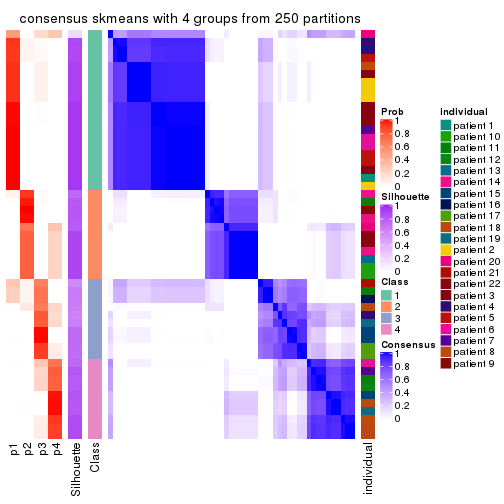 consensus skmeans with 4 groups from 250 partitions
Prob
1
0.8
0.6
0.4
0.2
0
Silhouette
1
0.8
0.6
0.4
0.2
0
Class
1
2
3
4
Consensus
1
0.8
0.6
0.4
0.2
0
individual
patient 1
patient 10
patient 11
patient 12
patient 13
patient 14
patient 15
patient 16
patient 17
patient 18
patient 19
patient 2
patient 20
patient 21
patient 22
patient 3
patient 4
patient 5
patient 6
patient 7
patient 8
patient 9
p1
p2
p3
p4
Silhouette
Class
individual